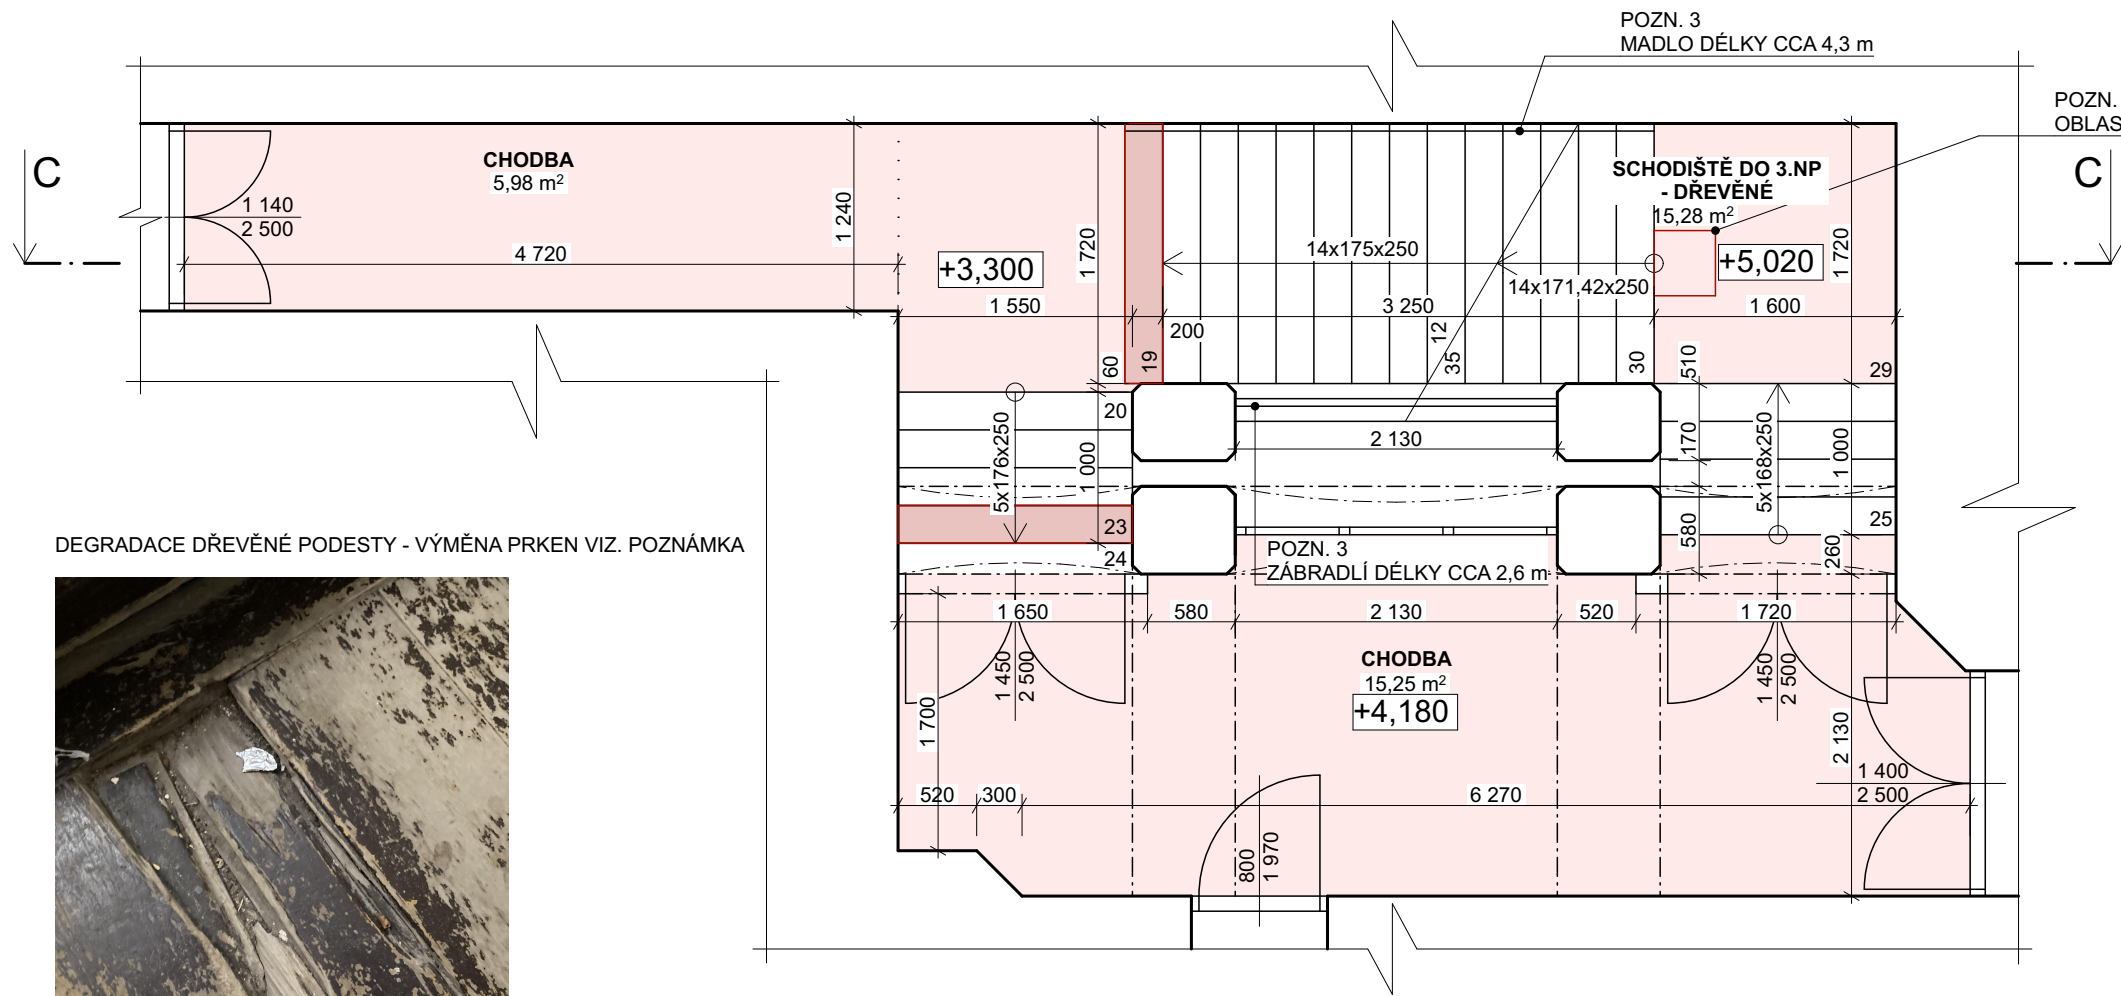 POZN. 3
MADLO DÉLKY CCA 4,3 m
POZN.
OBLAS
C
CHODBA
5,98 m²
1 140
2 500
4 720
1 240
+3,300
1 550
1 720
14x175x250
14x171,42x250
200
3 250
SCHODIŠTĚ DO 3.NP
- DŘEVĚNÉ
15,28 m²
+5,020
1 720
1 600
C
60
19
12
35
30
510
29
20
5x176x250
1 000
2 130
170
5x168x250
1 000
23
24
580
25
260
DEGRADACE DŘEVĚNÉ PODESTY - VÝMĚNA PRKEN VIZ. POZNÁMKA
POZN. 3
ZÁBRADLÍ DÉLKY CCA 2,6 m
1 650
580
2 130
520
1 720
1 450
2 500
CHODBA
15,25 m²
+4,180
1 450
2 500
1 700
2 130
1 400
2 500
520
300
6 270
800
1 970